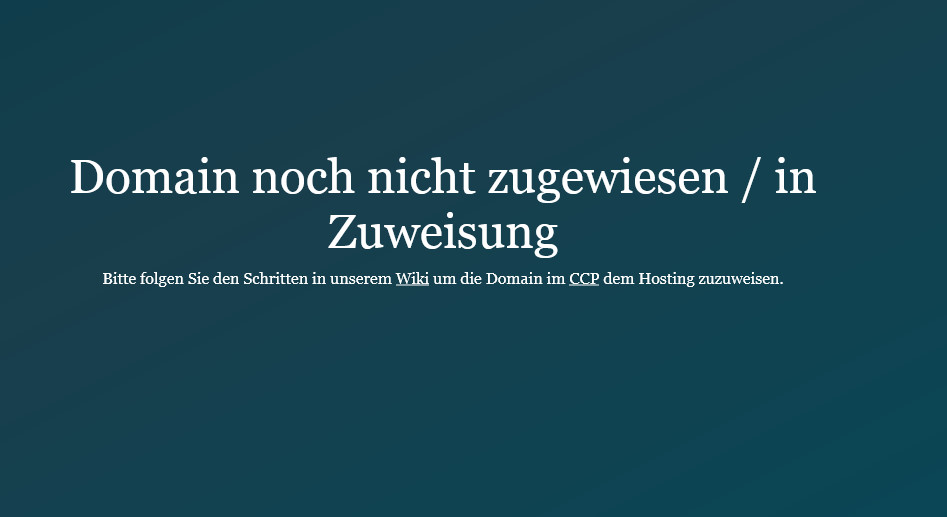 Domain noch nicht zugewiesen / in
Zuweisung
Bitte folgen Sie den Schritten in unserem Wiki um die Domain im CCP dem Hosting zuzuweisen.